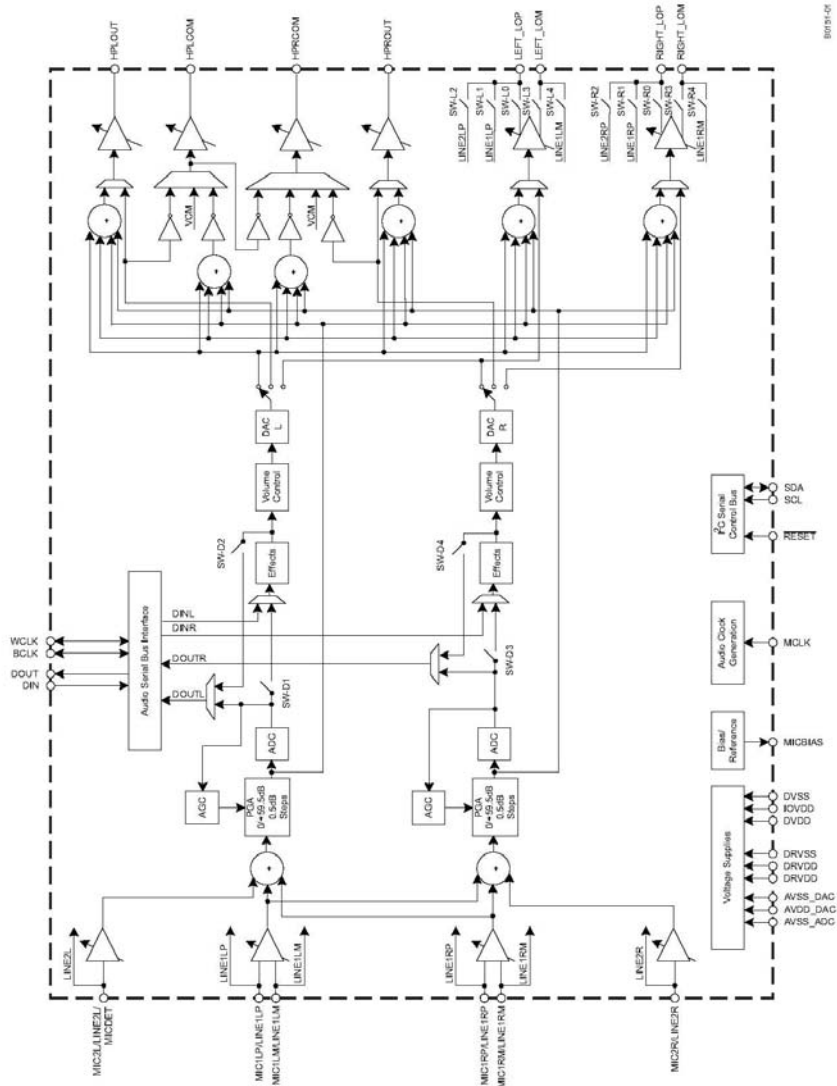 HPLOUT
HPLCOM
HPRCOM
HPROUT
LEFT_LOP
LEFT_LOM
RIGHT_LOP
RIGHT_LOM
B0151-01
SW-L2
SW-L1
SW-L0
SW-L3
SW-L4
LINE2LP
LINE1LP
LINE1LM
SW-R2
SW-R1
SW-R0
SW-R3
SW-R4
LINE2RP
LINE1RP
LINE1RM
VCM
VCM
+
+
+
+
+
+
DAC
L
DAC
R
Volume
Control
Volume
Control
SW-D2
SW-D4
Effects
Effects
WCLK
BCLK
DOUT
DIN
Audio Serial Bus Interface
DINL
DINR
DOUTR
DOUTL
SW-D1
SW-D3
ADC
ADC
AGC
AGC
PGA
0/+59.5dB
0.5dB
Steps
PGA
0/+59.5dB
0.5dB
Steps
+
+
LINE2L
LINE1LP
LINE1LM
LINE1RP
LINE1RM
LINE2R
MIC2L/LINE2L/
MICDET
MIC1LP/LINE1LP
MIC1LM/LINE1LM
MIC1RP/LINE1RP
MIC1RM/LINE1RM
MIC2R/LINE2R
I²C Serial
Control Bus
SDA
SCL
RESET
Audio Clock
Generation
MCLK
Bias/
Reference
MICBIAS
Voltage Supplies
DVSS
IOVDD
DVDD
DRVSS
DRVDD
DRVDD
AVSS_DAC
AVDD_DAC
AVSS_ADC